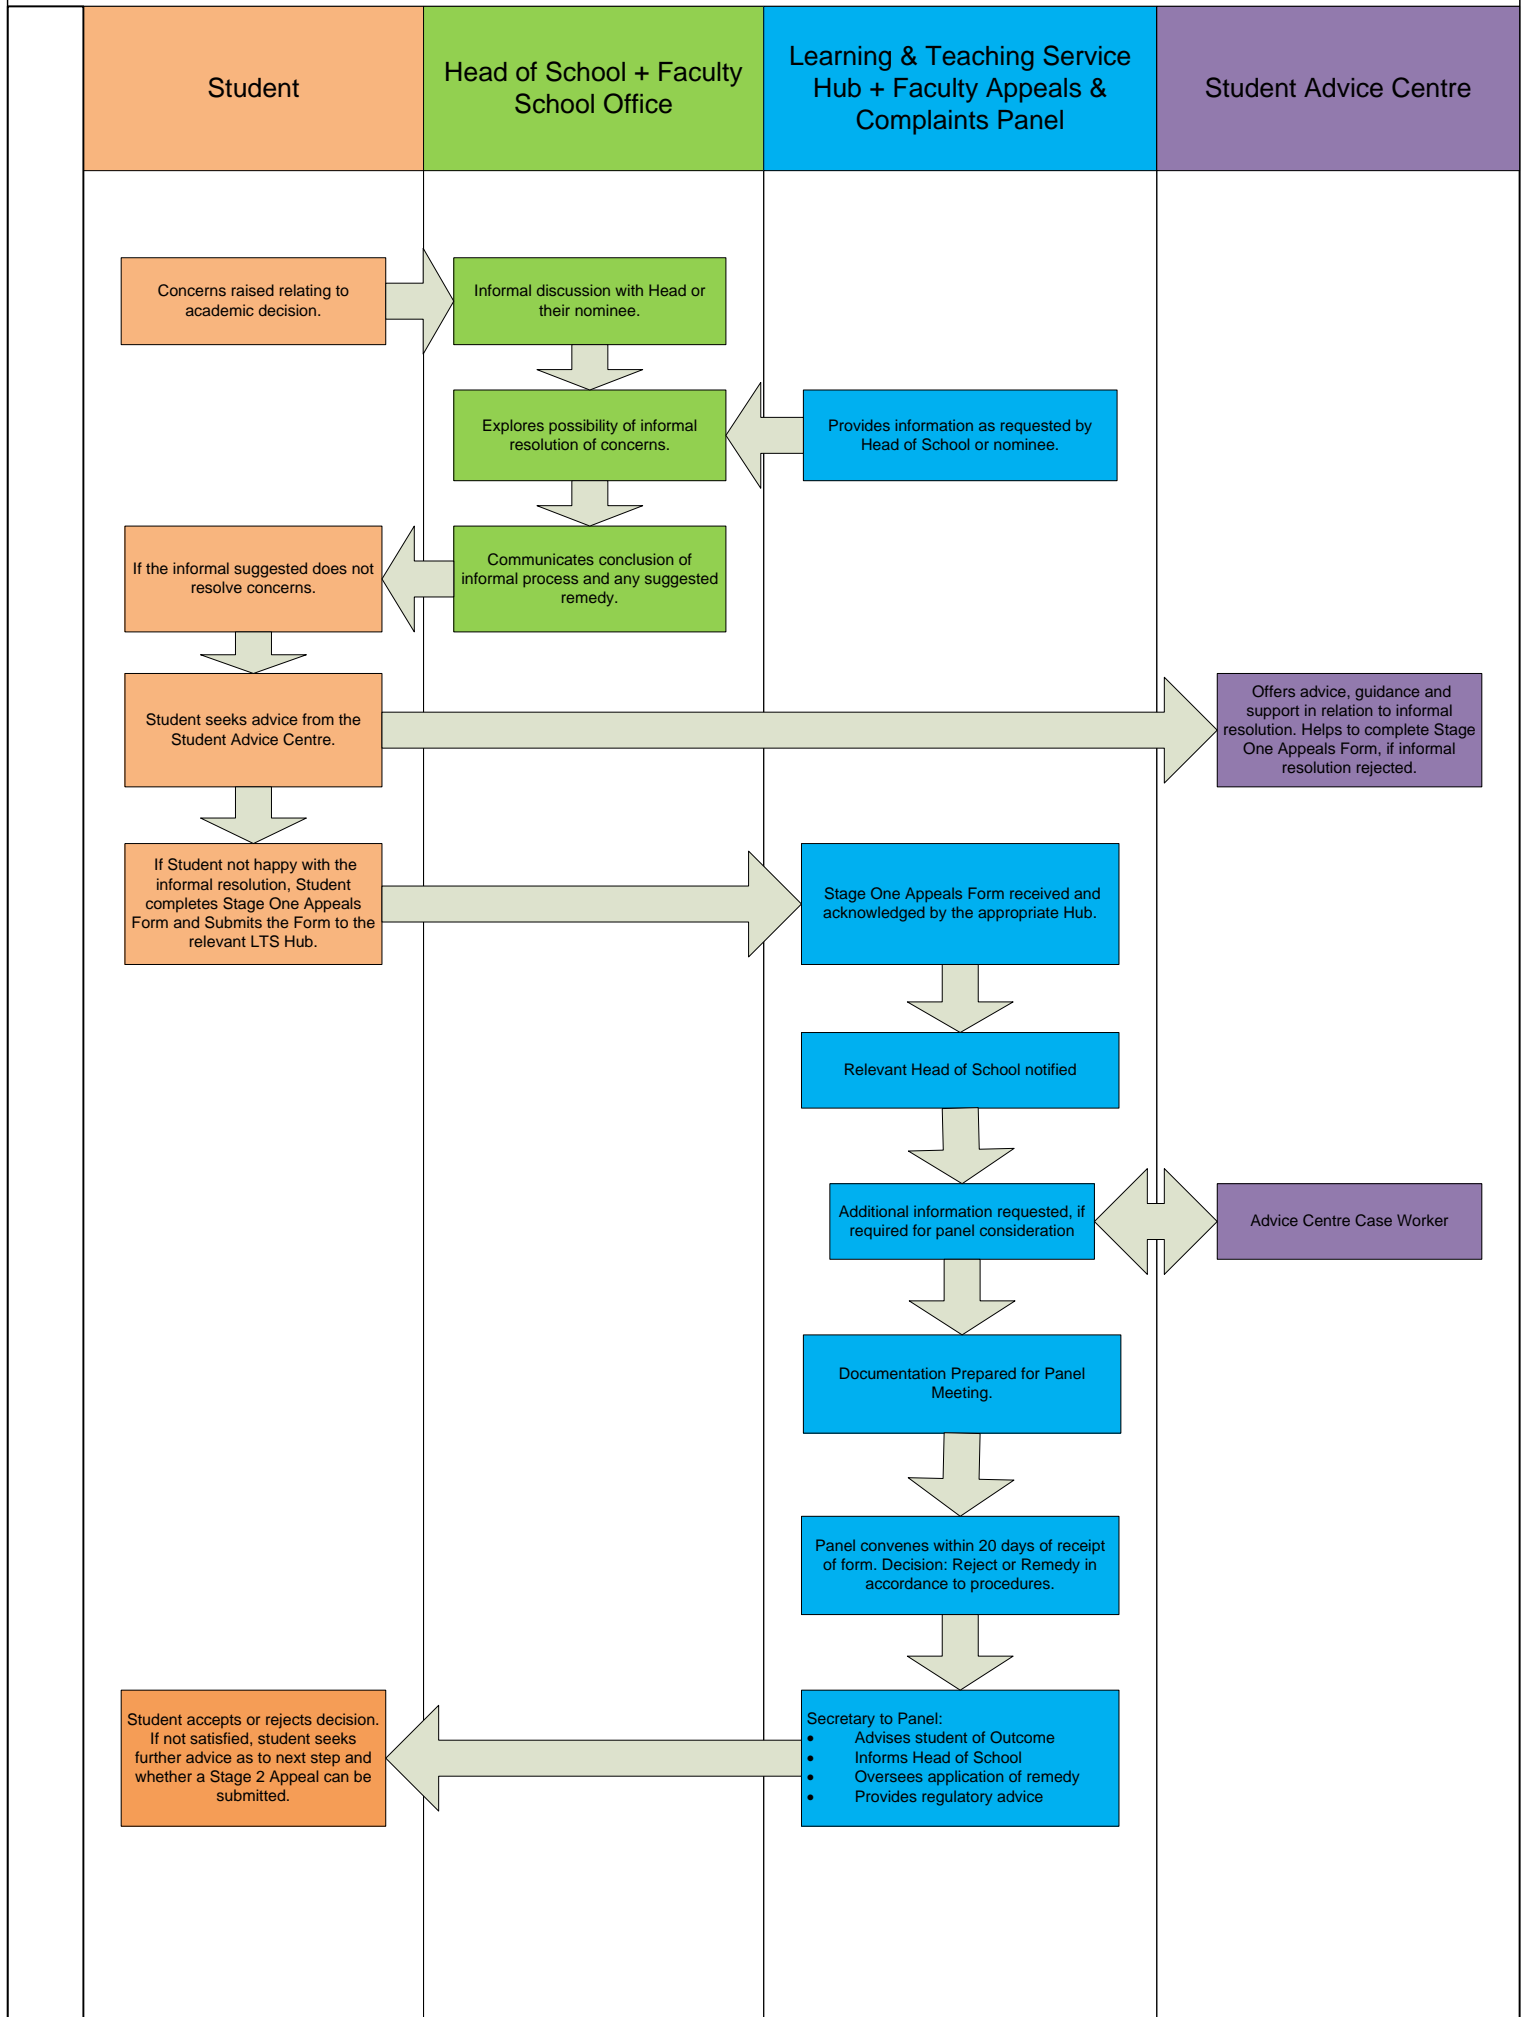 Student
Head of School + Faculty
School Office
Learning & Teaching Service
Hub + Faculty Appeals &
Complaints Panel
Student Advice Centre
Concerns raised relating to
academic decision.
Informal discussion with Head or
their nominee.
Explores possibility of informal
resolution of concerns.
Provides information as requested by
Head of School or nominee.
If the informal suggested does not
resolve concerns.
Communicates conclusion of
informal process and any suggested
remedy.
Student seeks advice from the
Student Advice Centre.
Offers advice, guidance and
support in relation to informal
resolution. Helps to complete Stage
One Appeals Form, if informal
resolution rejected.
If Student not happy with the
informal resolution, Student
completes Stage One Appeals
Form and Submits the Form to the
relevant LTS Hub.
Stage One Appeals Form received and
acknowledged by the appropriate Hub.
Relevant Head of School notified
Additional information requested, if
required for panel consideration
Advice Centre Case Worker
Documentation Prepared for Panel
Meeting.
Panel convenes within 20 days of receipt
of form. Decision: Reject or Remedy in
accordance to procedures.
Student accepts or rejects decision.
If not satisfied, student seeks
further advice as to next step and
whether a Stage 2 Appeal can be
submitted.
Secretary to Panel:
• Advises student of Outcome
• Informs Head of School
• Oversees application of remedy
• Provides regulatory advice